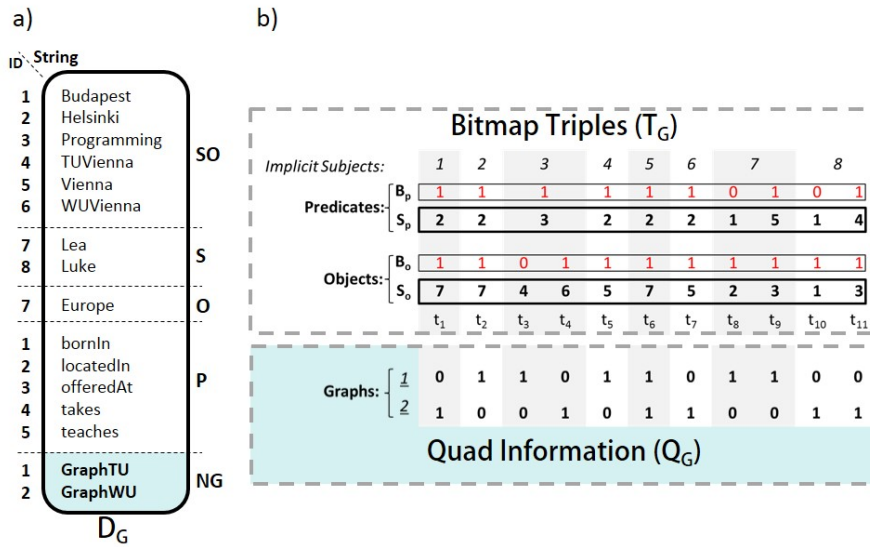 a)
ID String
1 Budapest
2 Helsinki
3 Programming
4 TUVienna
5 Vienna
6 WUVienna
SO
7 Lea
8 Luke
S
7 Europe
O
1 bornIn
2 locatedIn
3 offeredAt
4 takes
5 teaches
P
1 GraphTU
2 GraphWU
NG
DG
b)
Bitmap Triples (TG)
Implicit Subjects: 1 2 3 4 5 6 7 8
Predicates:
Bp 1 1 1 1 1 1 0 1 0 1
Sp 2 2 3 2 2 2 1 5 1 4
Objects:
Bo 1 1 0 1 1 1 1 1 1 1 1
So 7 7 4 6 5 7 5 2 3 1 3
t1 t2 t3 t4 t5 t6 t7 t8 t9 t10 t11
Graphs:
1 0 1 1 0 1 1 0 1 1 0 0
2 1 0 0 1 0 1 1 0 0 1 1
Quad Information (QG)